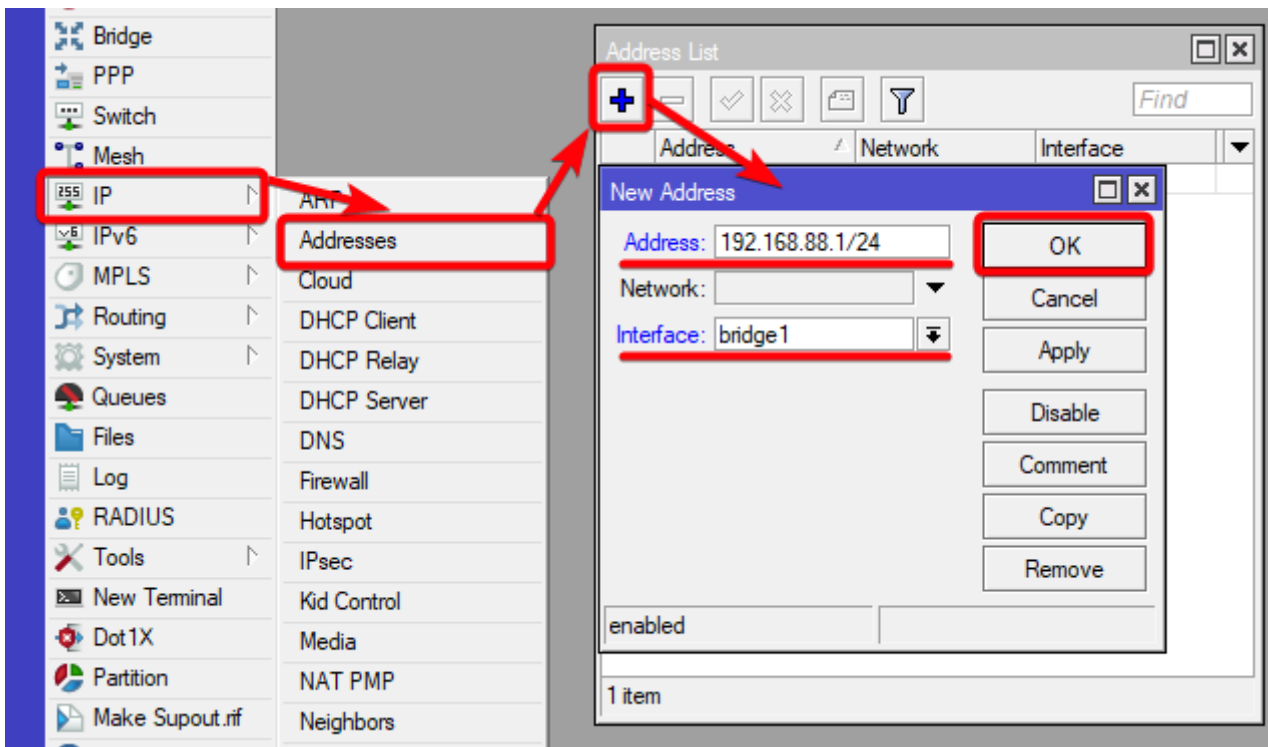 Bridge
PPP
Switch
Mesh
IP
IPv6
MPLS
Routing
System
Queues
Files
Log
RADIUS
Tools
New Terminal
Dot1X
Partition
Make Supout.rif
ARP
Addresses
Cloud
DHCP Client
DHCP Relay
DHCP Server
DNS
Firewall
Hotspot
IPsec
Kid Control
Media
NAT PMP
Neighbors
Address List
Find
Address Network Interface
New Address
Address: 192.168.88.1/24
Network:
Interface: bridge1
OK
Cancel
Apply
Disable
Comment
Copy
Remove
enabled
1 item